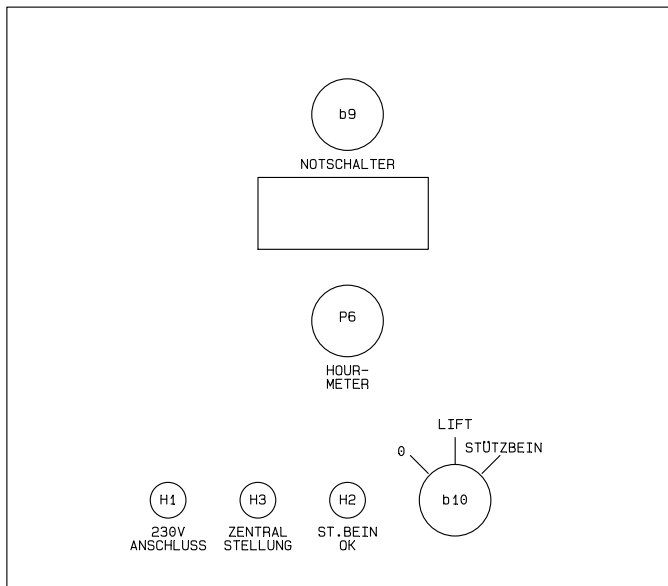 b9
NOTSCHALTER
P6
HOUR-
METER
LIFT
0
STÜTZBEIN
H1
H3
H2
b10
230V
ANSCHLUSS
ZENTRAL
STELLUNG
ST.BEIN
OK